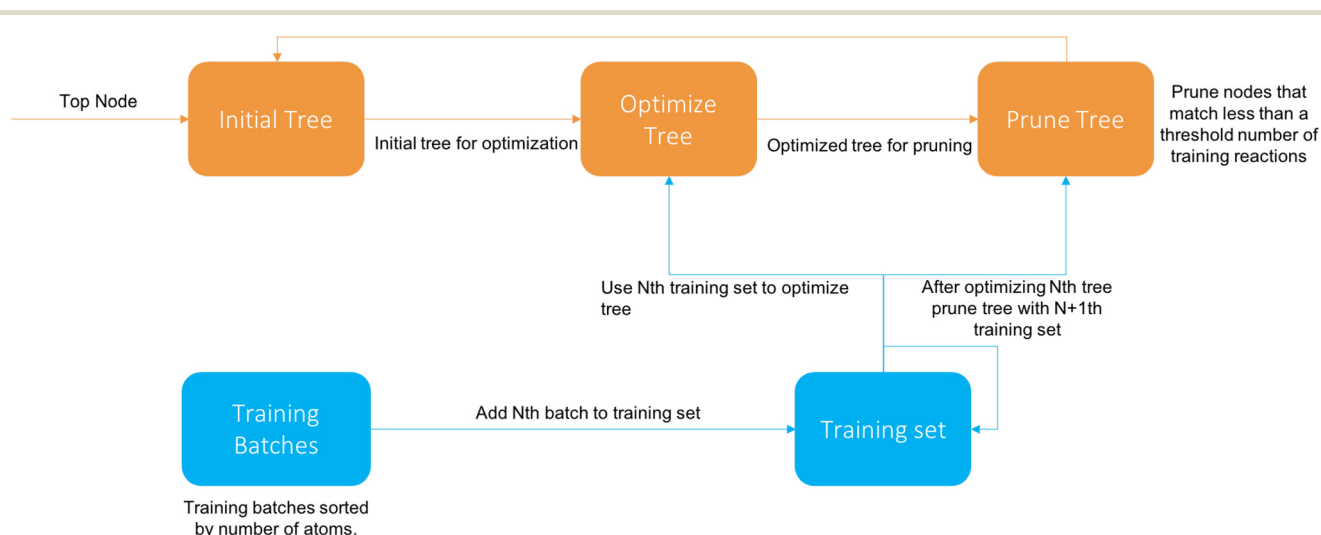 Top Node
Initial Tree
Initial tree for optimization
Optimize
Tree
Optimized tree for pruning
Prune Tree
Prune nodes that
match less than a
threshold number of
training reactions
Use Nth training set to optimize
tree
After optimizing Nth tree
prune tree with N+1th
training set
Training
Batches
Add Nth batch to training set
Training set
Training batches sorted
by number of atoms.